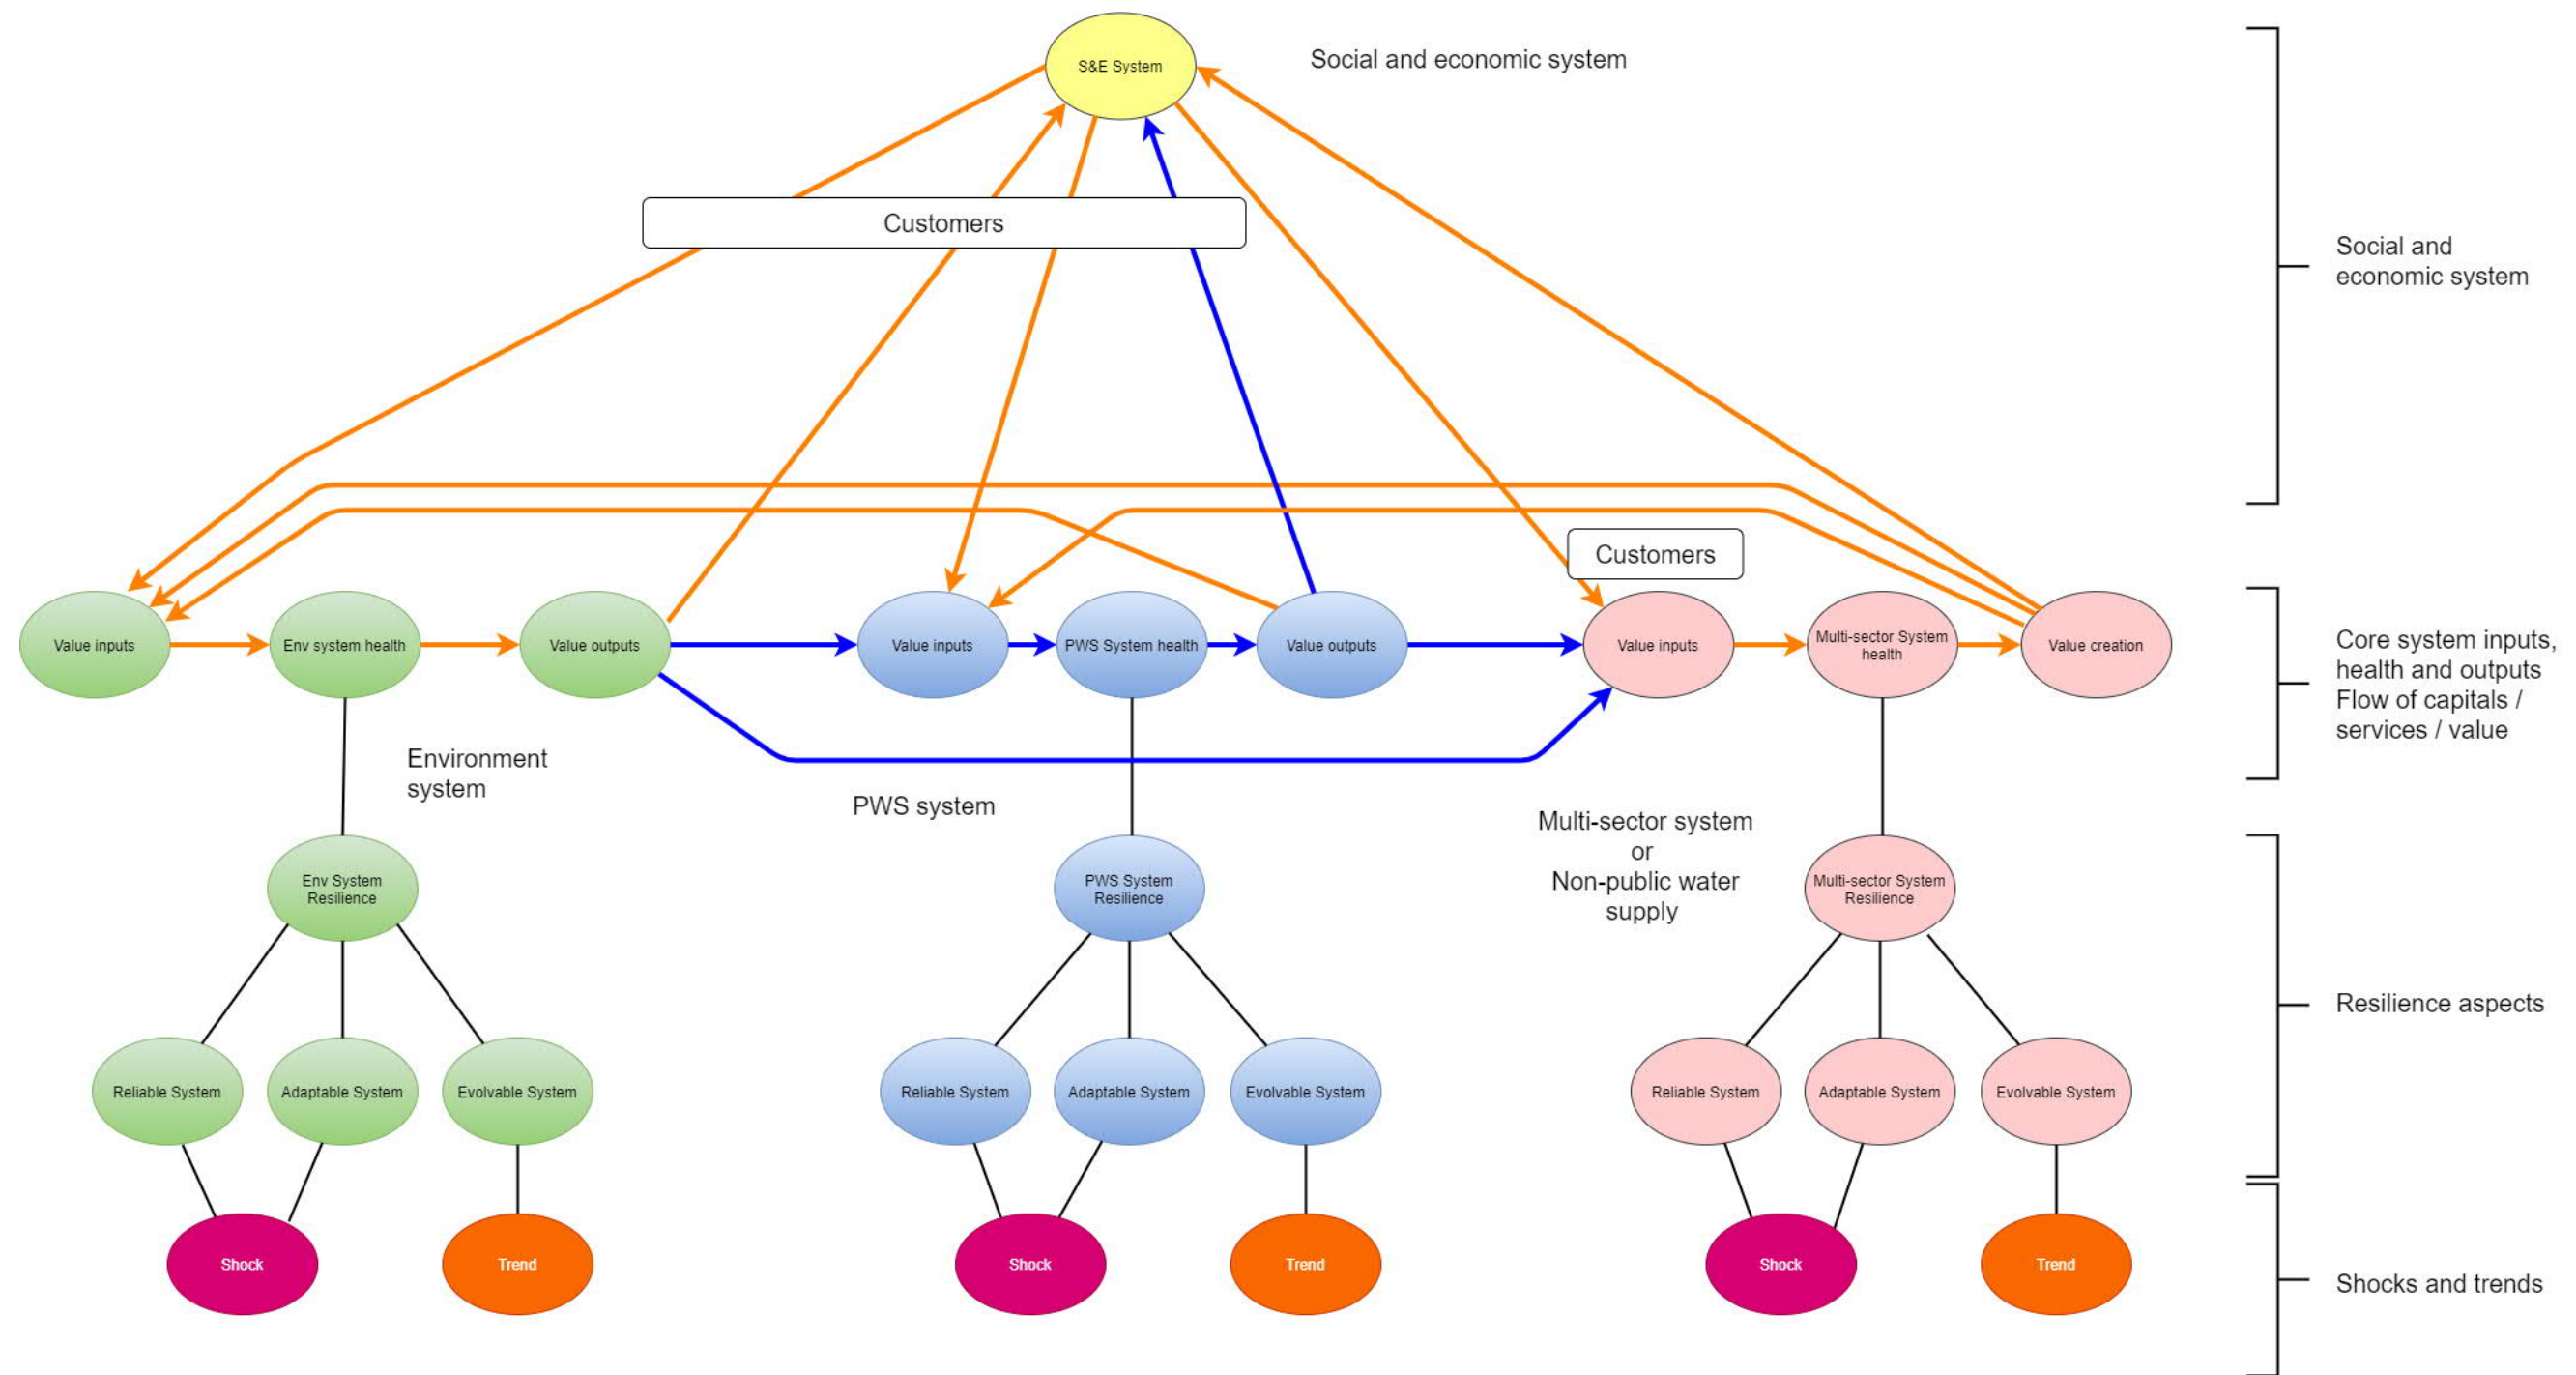 S&E System
Social and economic system
Customers
Social and
economic system
Customers
Value inputs
Env system health
Value outputs
Value inputs
PWS System health
Value outputs
Value inputs
Multi-sector System
health
Value creation
Core system inputs,
health and outputs
Flow of capitals /
services / value
Environment
system
PWS system
Multi-sector system
or
Non-public water
supply
Env System
Resilience
PWS System
Resilience
Multi-sector System
Resilience
Resilience aspects
Reliable System
Adaptable System
Evolvable System
Reliable System
Adaptable System
Evolvable System
Reliable System
Adaptable System
Evolvable System
Shock
Trend
Shock
Trend
Shock
Trend
Shocks and trends